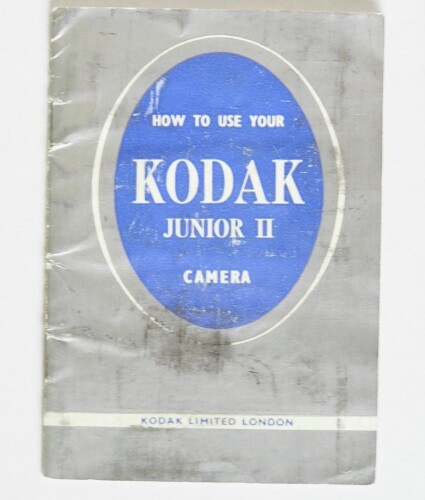 HOW TO USE YOUR
KODAK
JUNIOR II
CAMERA
KODAK LIMITED LONDON